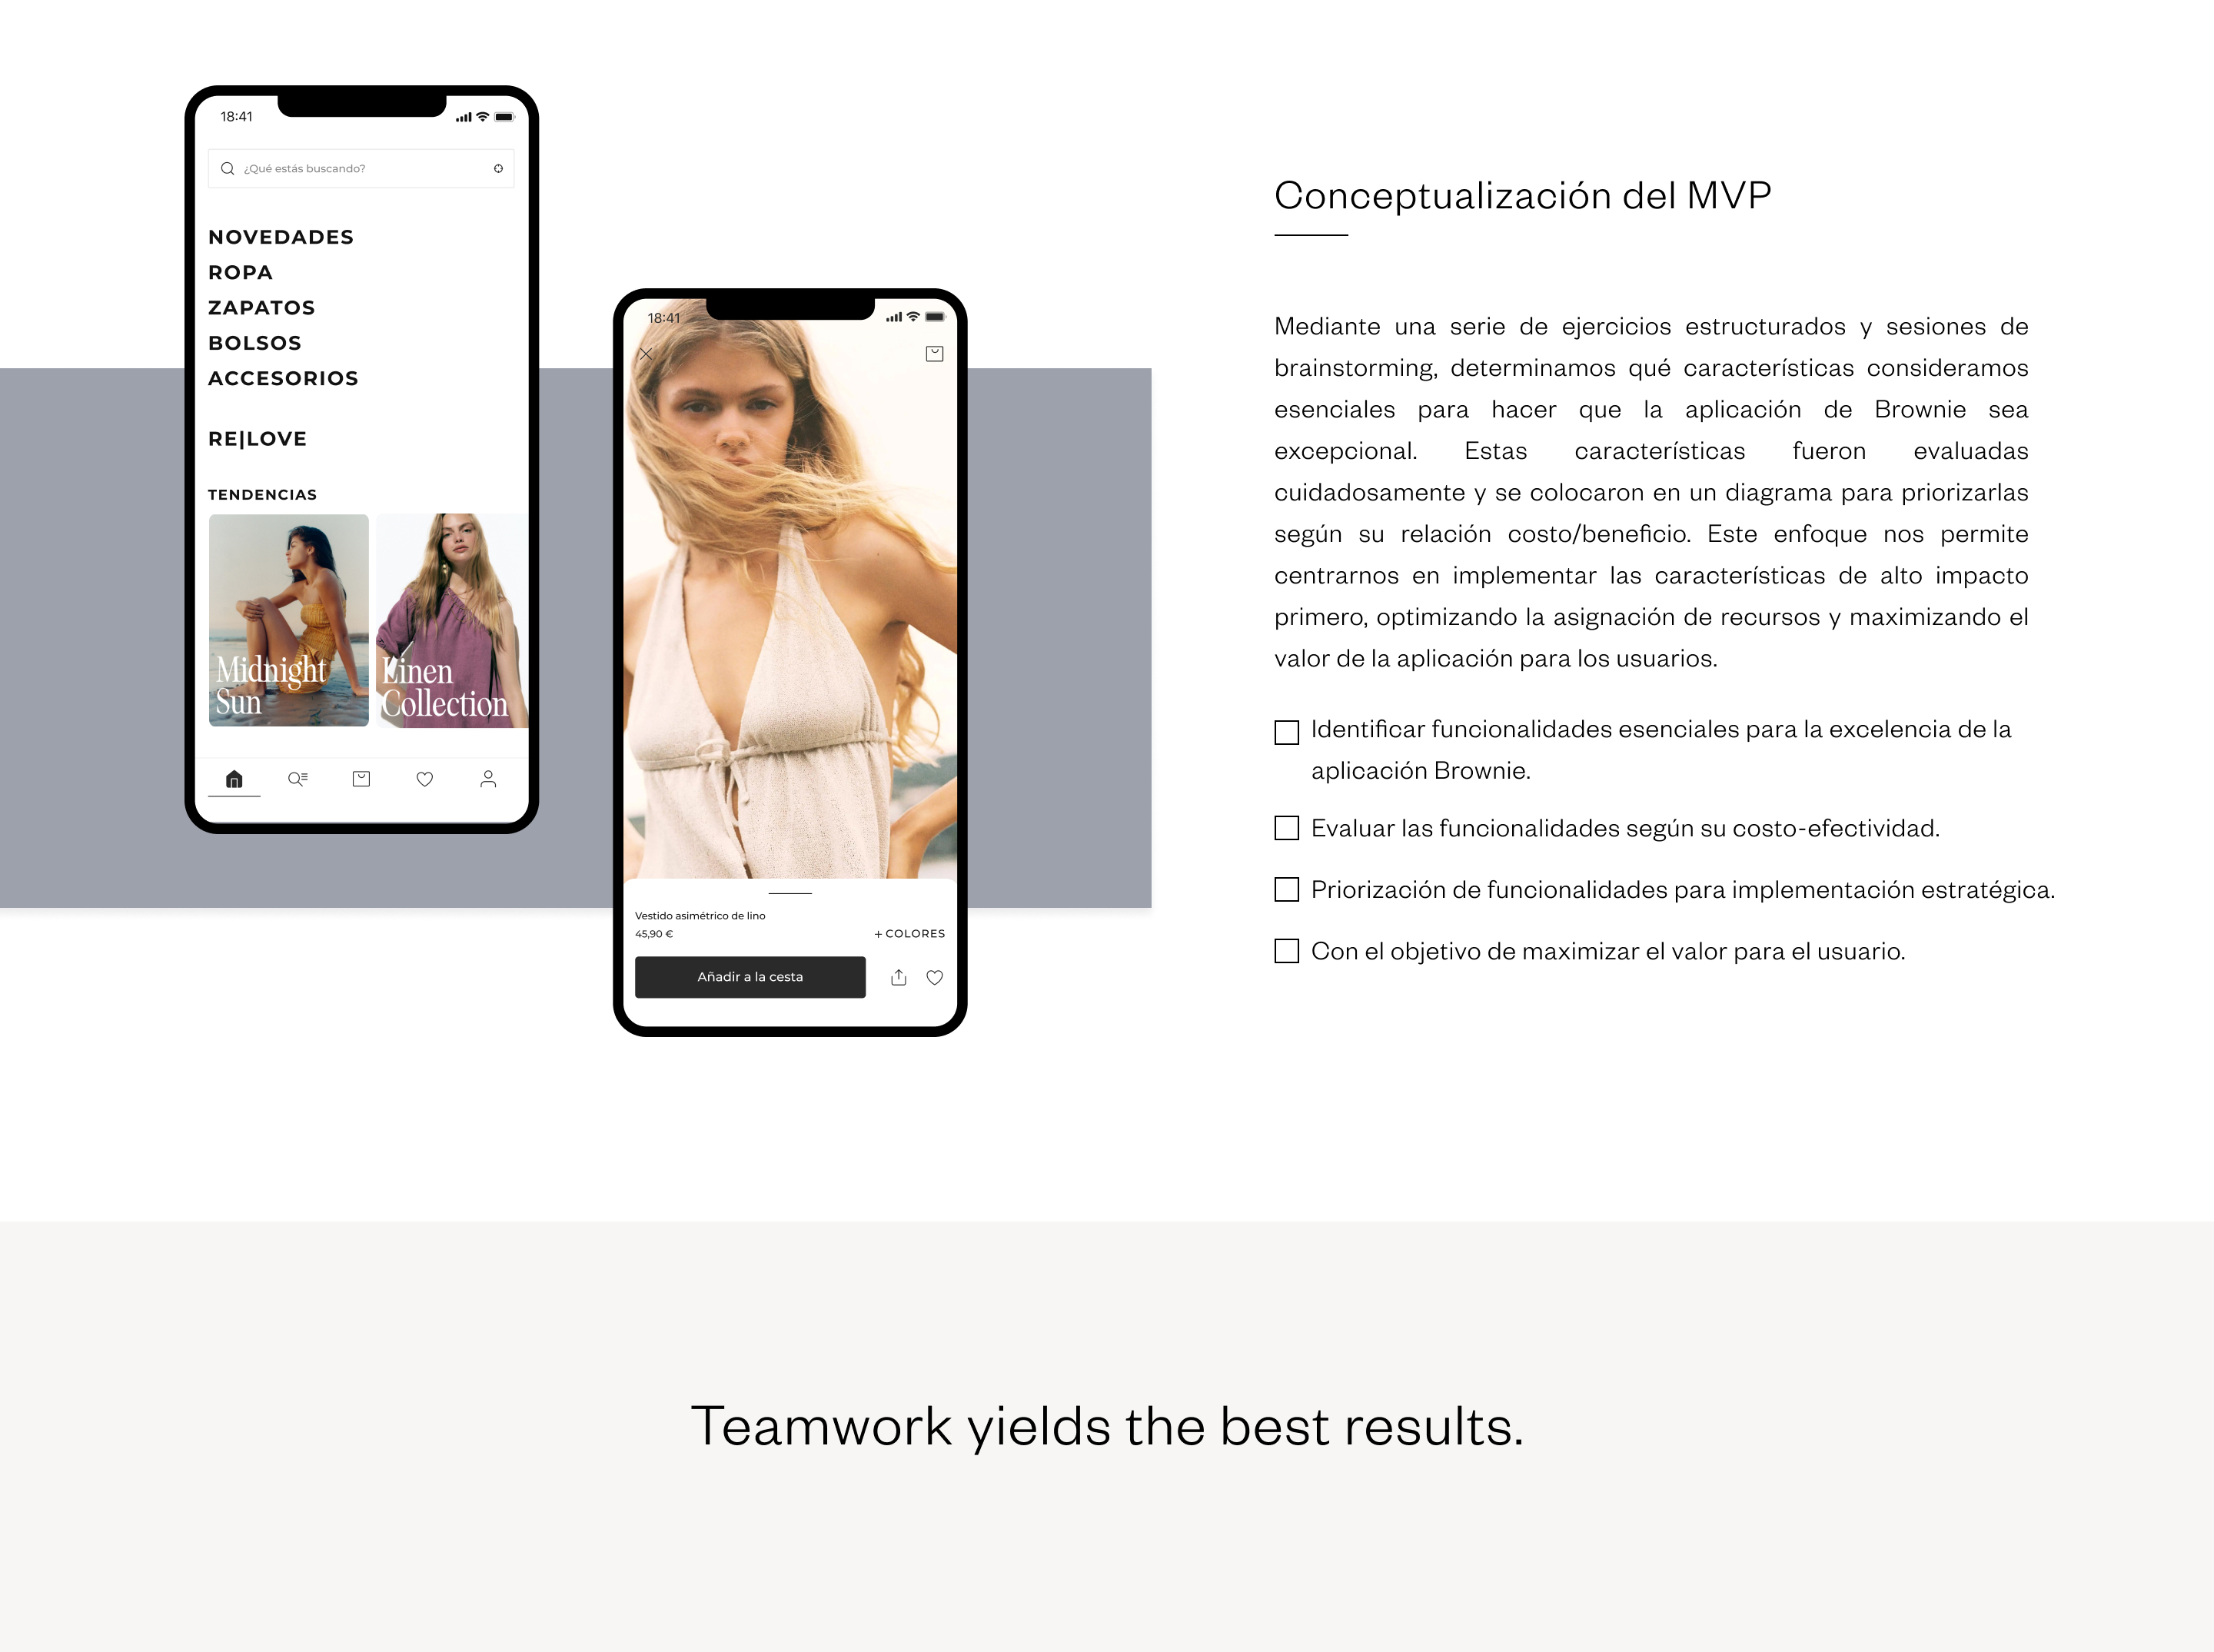 18:41
¿Qué estás buscando?
NOVEDADES
ROPA
ZAPATOS
BOLSOS
ACCESORIOS
RE|LOVE
TENDENCIAS
Midnight
Sun
Linen
Collection
18:41
Vestido asimétrico de lino
45,90 €
+ COLORES
Añadir a la cesta
Conceptualización del MVP
Mediante una serie de ejercicios estructurados y sesiones de
brainstorming, determinamos qué características consideramos
esenciales para hacer que la aplicación de Brownie sea
excepcional. Estas características fueron evaluadas
cuidadosamente y se colocaron en un diagrama para priorizarlas
según su relación costo/beneficio. Este enfoque nos permite
centrarnos en implementar las características de alto impacto
primero, optimizando la asignación de recursos y maximizando el
valor de la aplicación para los usuarios.
Identificar funcionalidades esenciales para la excelencia de la
aplicación Brownie.
Evaluar las funcionalidades según su costo-efectividad.
Priorización de funcionalidades para implementación estratégica.
Con el objetivo de maximizar el valor para el usuario.
Teamwork yields the best results.